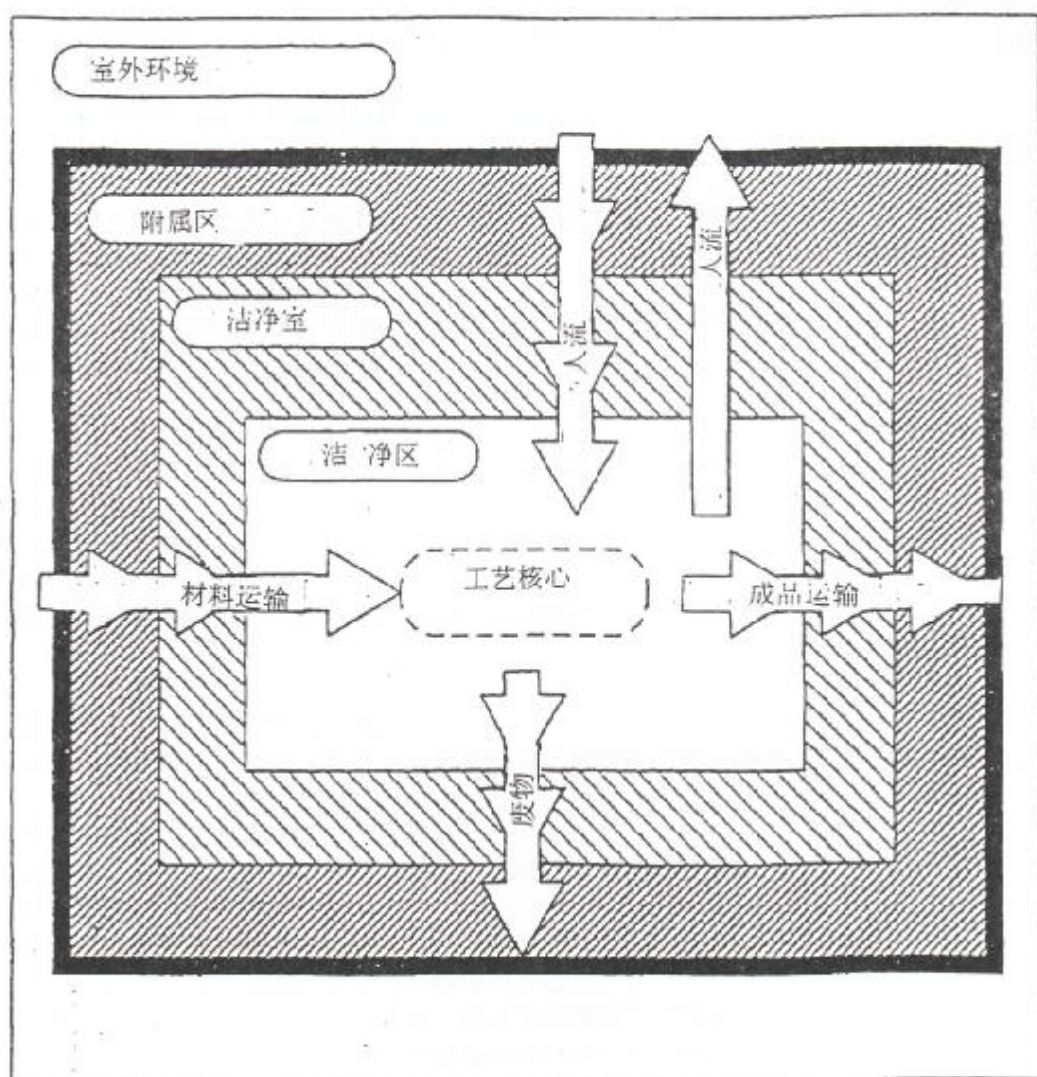 室外环境
附属区
洁净室
洁净区
人流
人流
工艺核心
材料运输
成品运输
废物